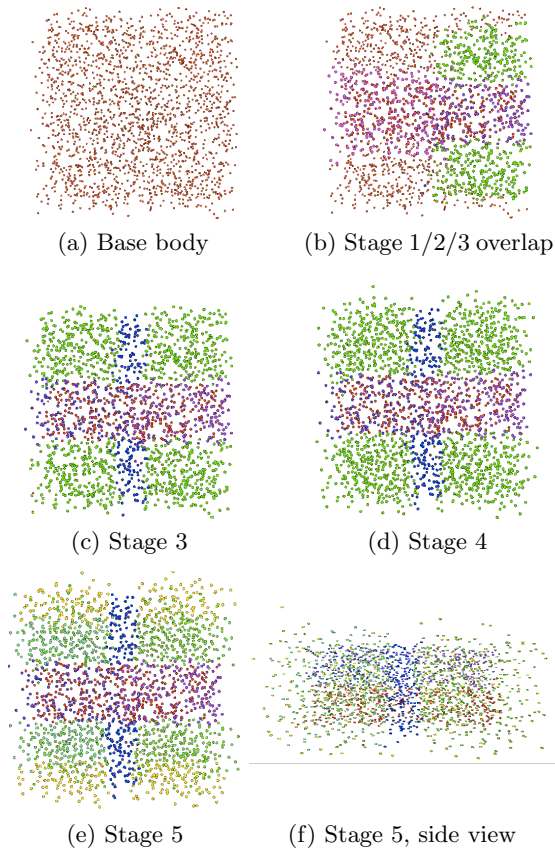 (a) Base body
(b) Stage 1/2/3 overlap
(c) Stage 3
(d) Stage 4
(e) Stage 5
(f) Stage 5, side view